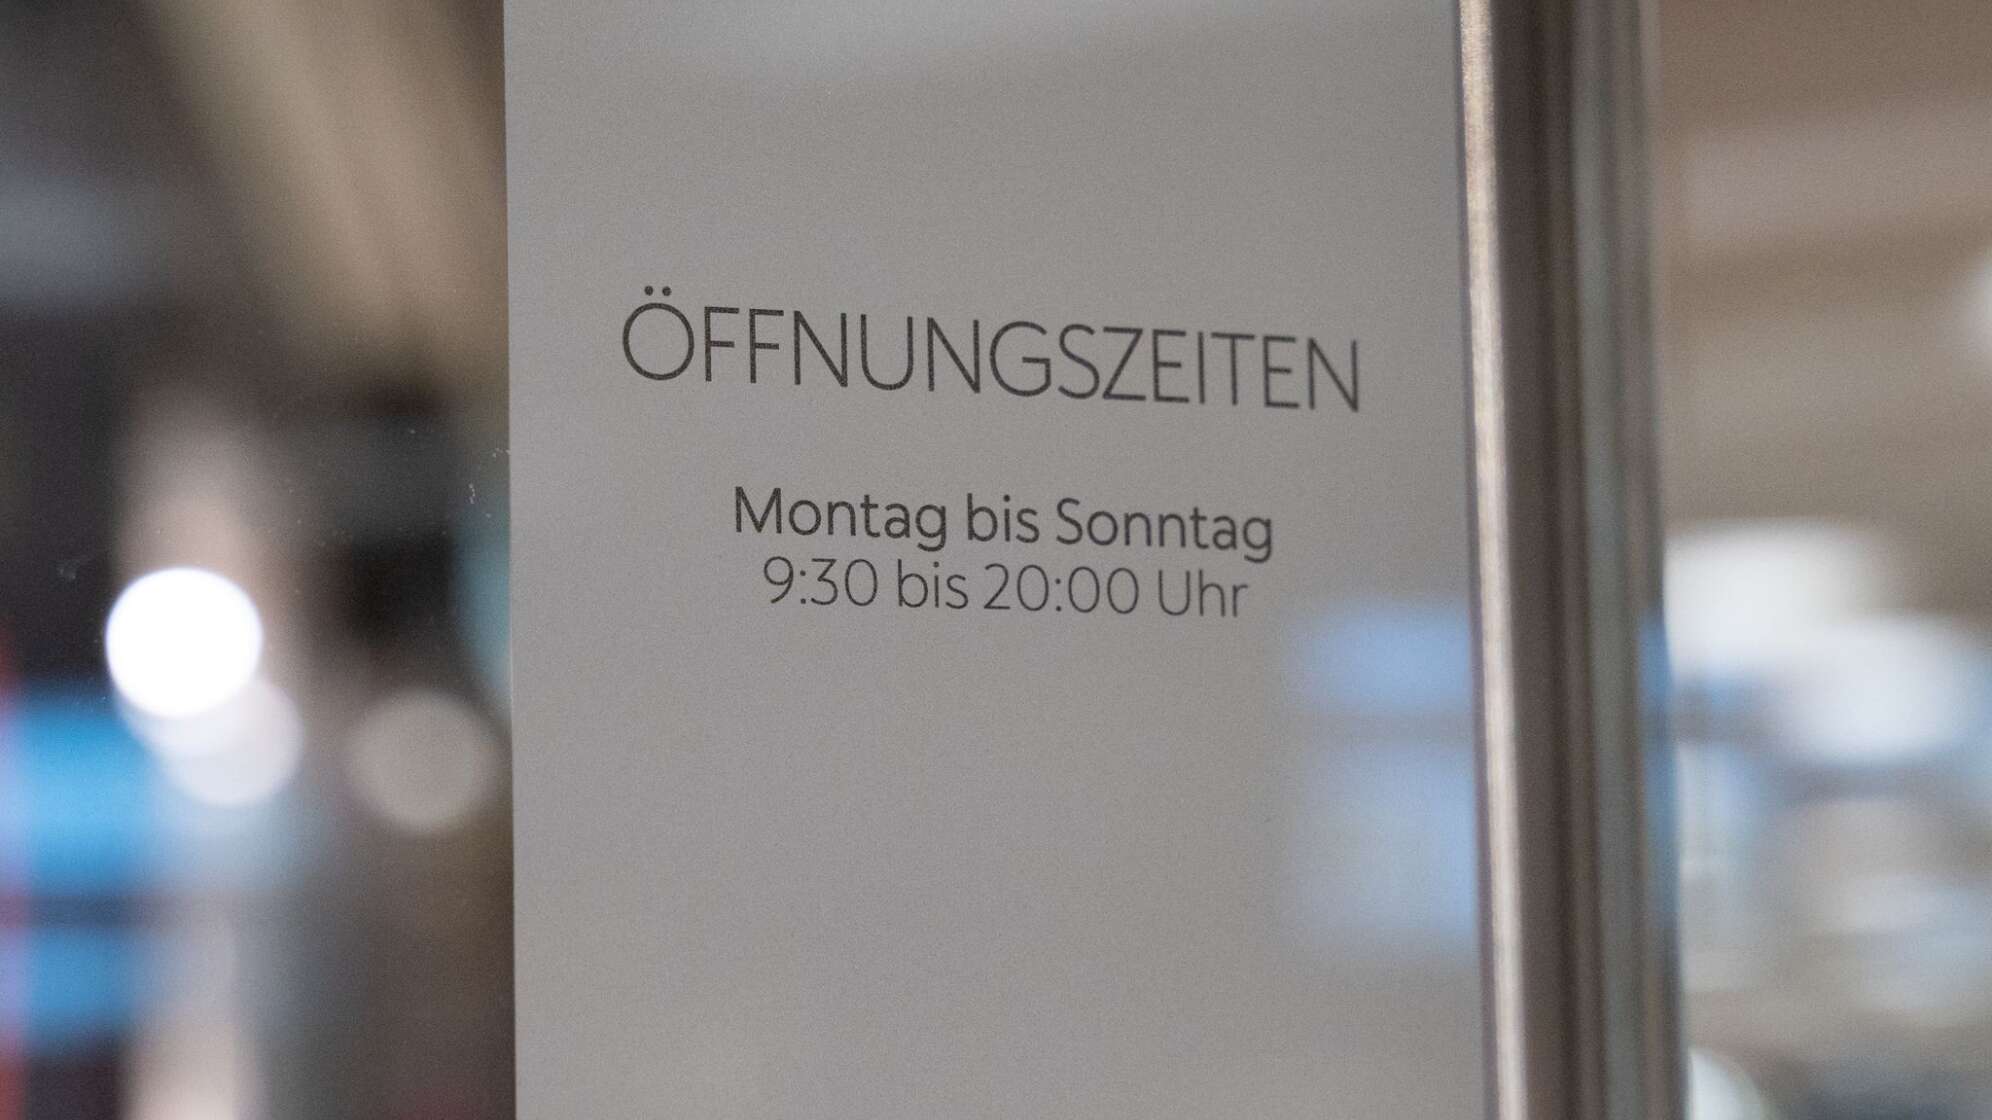 ÖFFNUNGSZEITEN
Montag bis Sonntag
9:30 bis 20:00 Uhr